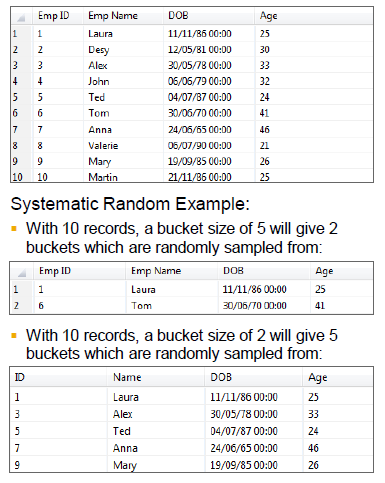 Emp ID Emp Name DOB Age
1 1 Laura 11/11/86 00:00 25
2 2 Desy 12/05/81 00:00 30
3 3 Alex 30/05/78 00:00 33
4 4 John 06/06/79 00:00 32
5 5 Ted 04/07/87 00:00 24
6 6 Tom 30/06/70 00:00 41
7 7 Anna 24/06/65 00:00 46
8 8 Valerie 06/07/90 00:00 21
9 9 Mary 19/09/85 00:00 26
10 10 Martin 21/11/86 00:00 25
Systematic Random Example:
With 10 records, a bucket size of 5 will give 2
buckets which are randomly sampled from:
Emp ID Emp Name DOB Age
1 1 Laura 11/11/86 00:00 25
2 6 Tom 30/06/70 00:00 41
With 10 records, a bucket size of 2 will give 5
buckets which are randomly sampled from:
ID Name DOB Age
1 Laura 11/11/86 00:00 25
3 Alex 30/05/78 00:00 33
5 Ted 04/07/87 00:00 24
7 Anna 24/06/65 00:00 46
9 Mary 19/09/85 00:00 26